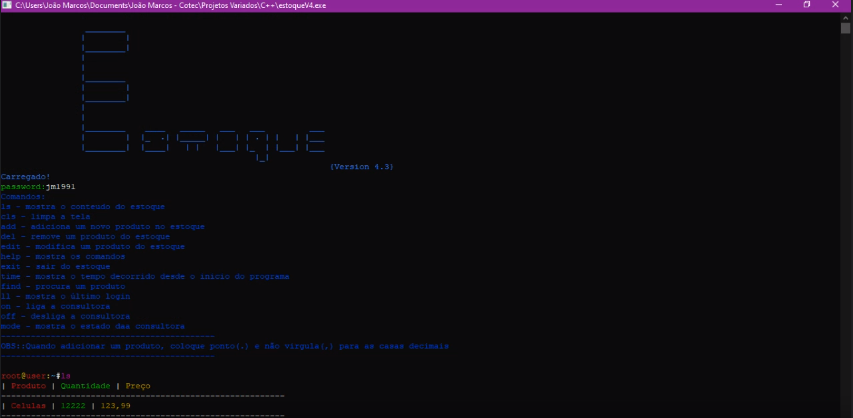 C:\Users\João Marcos\Documents\João Marcos - Cotec\Projetos Variados\C++\estoqueV4.exe
Estoque
{Version 4.3}
Carregado!
password:jm1991
Comandos:
ls - mostra o conteúdo do estoque
cls - limpa a tela
add - adiciona um novo produto no estoque
del - remove um produto do estoque
edit - modifica um produto do estoque
help - mostra os comandos
exit - sair do estoque
time - mostra o tempo decorrido desde o inicio do programa
find - procura um produto
ll - mostra o último login
on - liga a consultora
off - desliga a consultora
mode - mostra o estado daa consultora
-------------------------------------------
OBS::Quando adicionar um produto, coloque ponto(.) e não virgula(,) para as casas decimais
-------------------------------------------
root@user:~#ls
| Produto | Quantidade | Preço
---------------------------------------------------------
| Celulas | 12222 | 123,99
---------------------------------------------------------